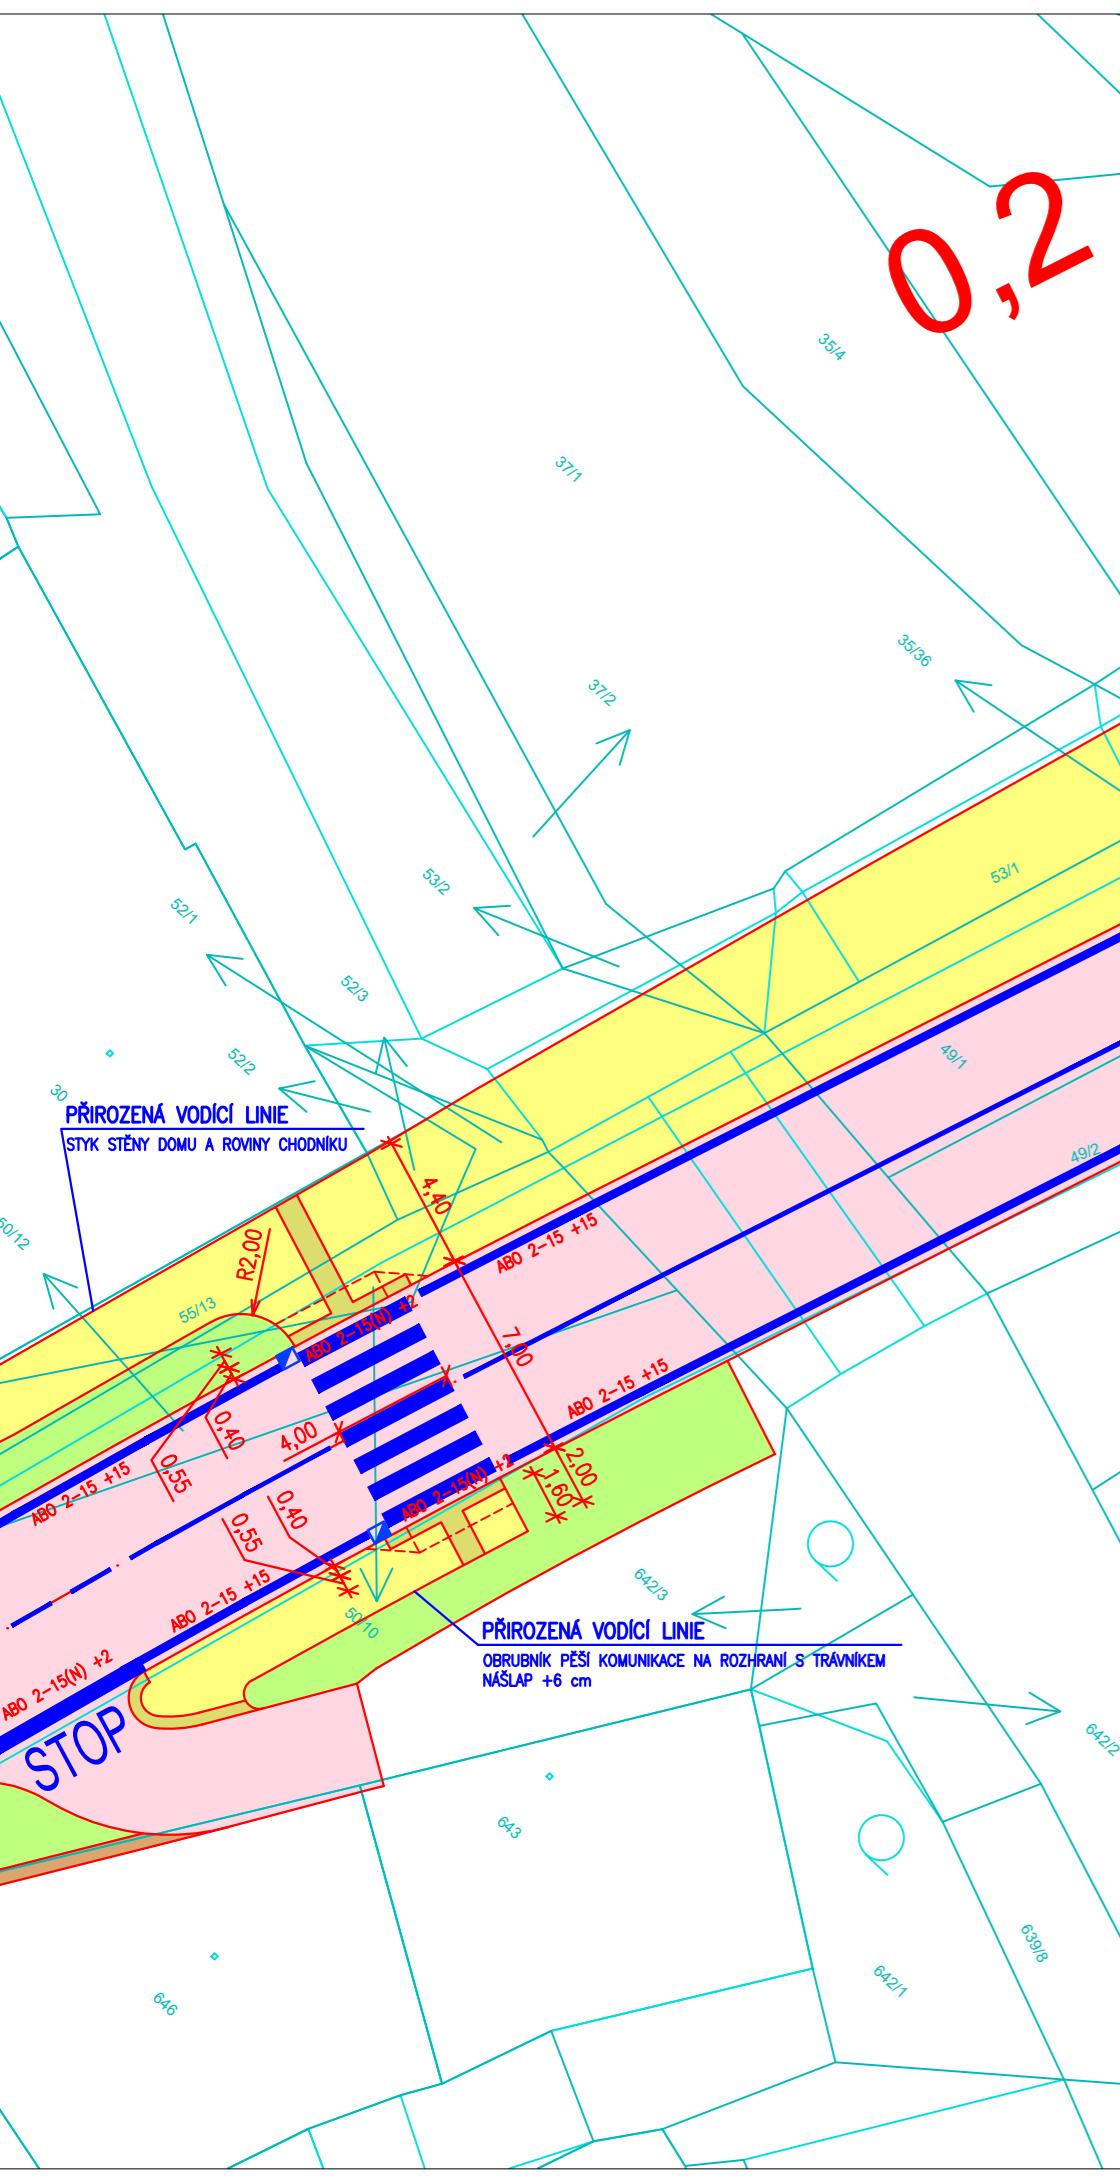 0,2
35/4
37/1
35/36
37/2
53/1
53/2
52/1
52/3
49/1
52/2
30
PŘIROZENÁ VODÍCÍ LINIE
STYK STĚNY DOMU A ROVINY CHODNÍKU
49/2
4,40
50/12
R2,00
ABO 2-15 +15
55/13
ABO 2-15(N) +2
7,00
ABO 2-15 +15
0,40
4,00
0,55
ABO 2-15 +15
2,00
1,60
ABO 2-15(N) +2
0,40
0,55
ABO 2-15 +15
642/3
50/10
PŘIROZENÁ VODÍCÍ LINIE
OBRUBNÍK PĚŠÍ KOMUNIKACE NA ROZHRANÍ S TRÁVNÍKEM
NÁŠLAP +6 cm
ABO 2-15(N) +2
STOP
642/2
643
639/8
642/1
646